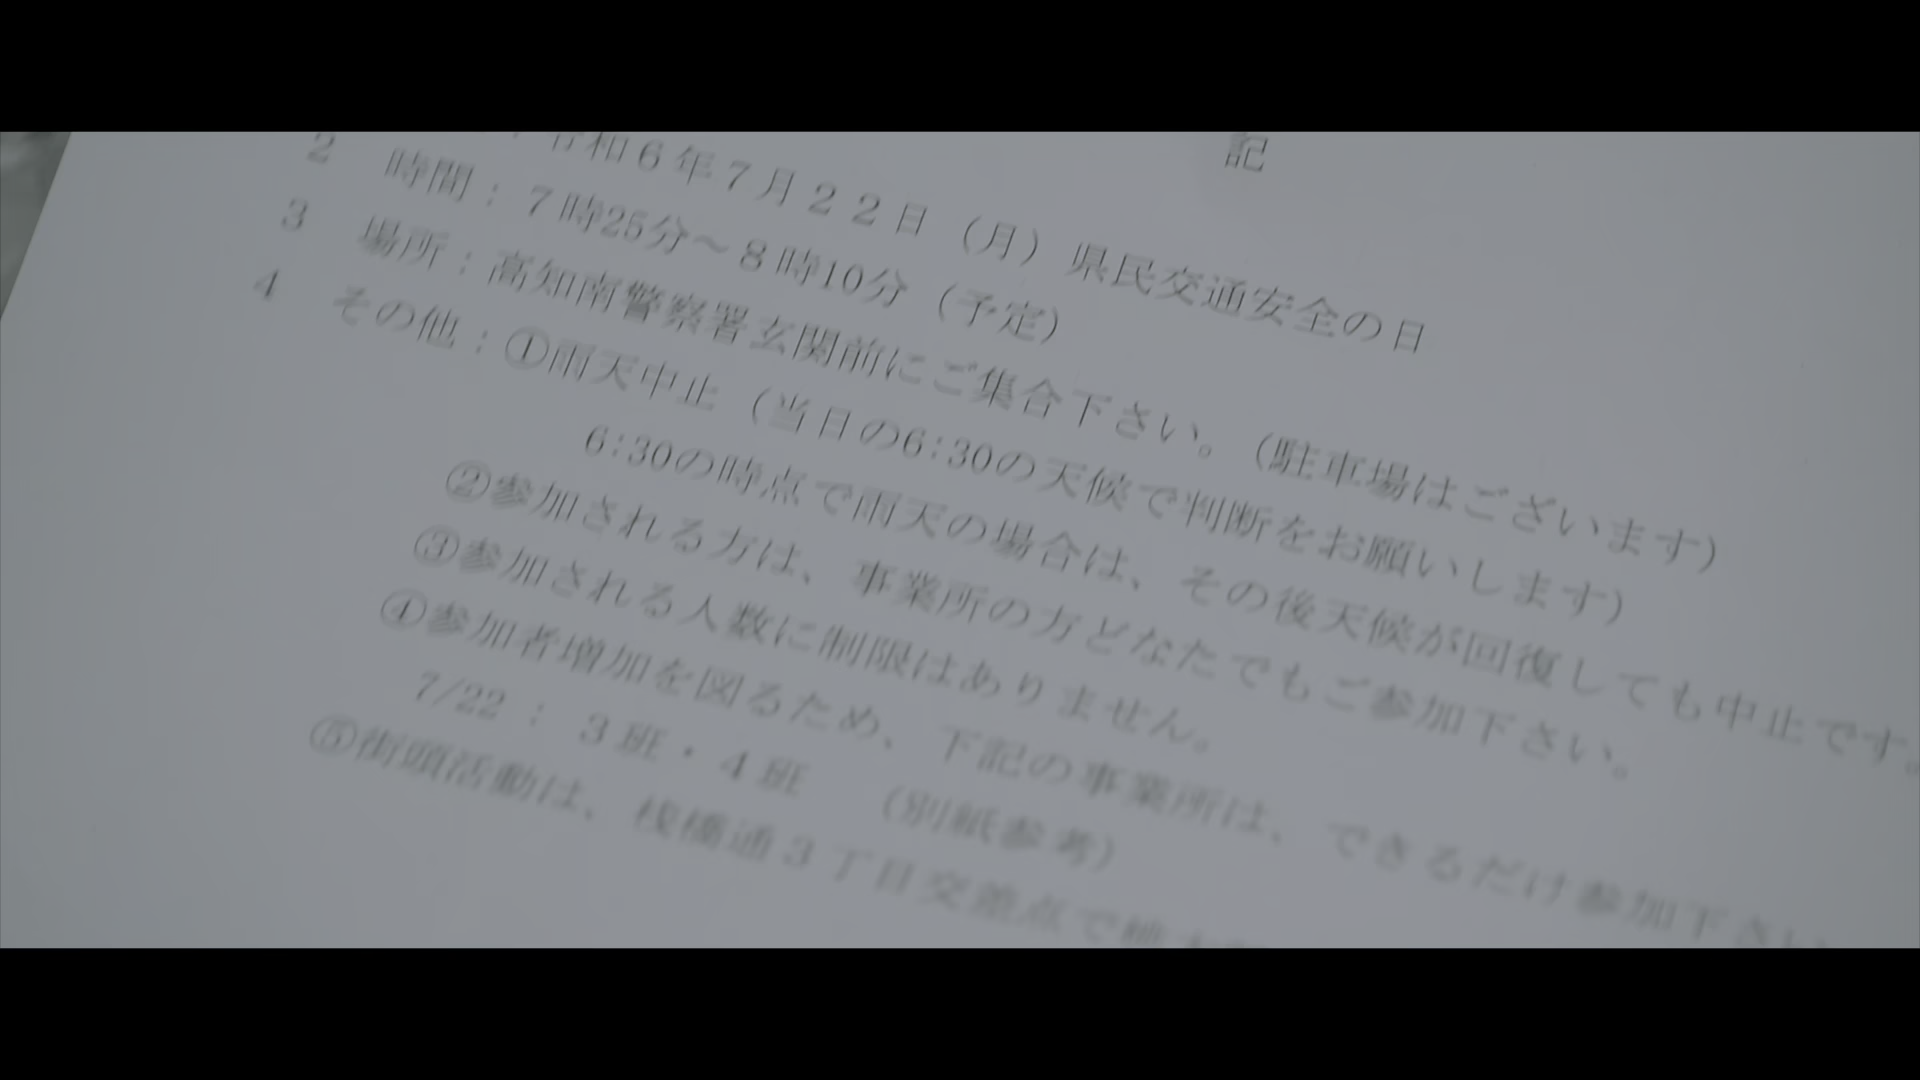 記
令和６年７月２２日（月）県民交通安全の日
２　時間：７時25分～８時10分（予定）
３　場所：高知南警察署玄関前にご集合下さい。（駐車場はございます）
４　その他：①雨天中止（当日の6:30の天候で判断をお願いします）
6:30の時点で雨天の場合は、その後天候が回復しても中止です。
②参加される方は、事業所の方どなたでもご参加下さい。
③参加される人数に制限はありません。
④参加者増加を図るため、下記の事業所は、できるだけ参加下さい
7/22：３班・４班　（別紙参考）
⑤街頭活動は、桟橋通３丁目交差点で